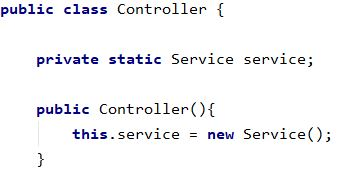 public class Controller {
private static Service service;
public Controller(){
this.service = new Service();
}